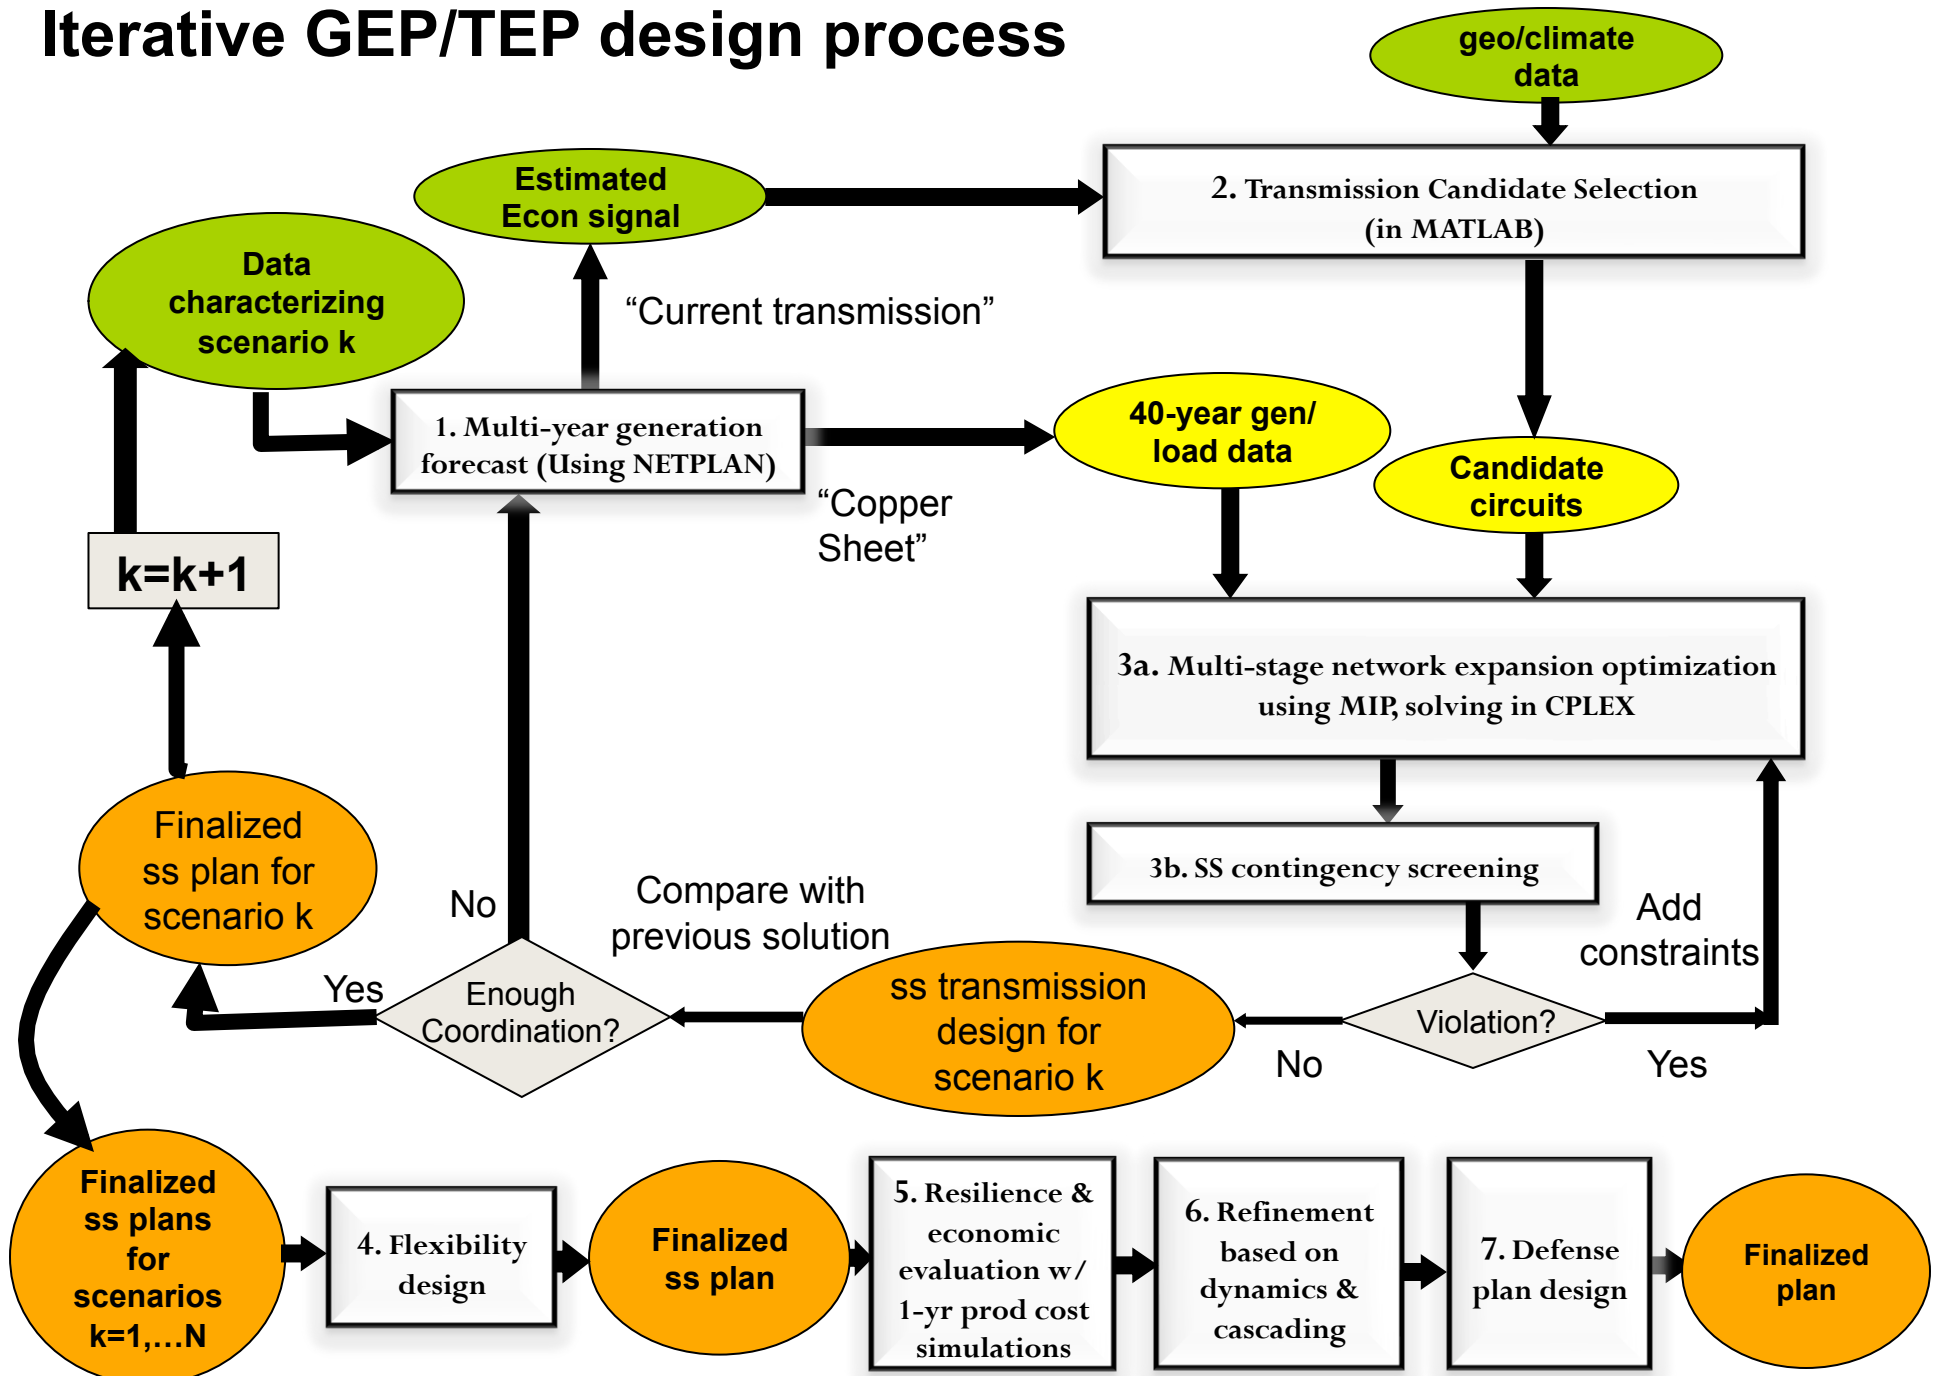 Iterative GEP/TEP design process
geo/climate
data
Estimated
Econ signal
2. Transmission Candidate Selection
(in MATLAB)
Data
characterizing
scenario k
“Current transmission”
1. Multi-year generation
forecast (Using NETPLAN)
40-year gen/
load data
Candidate
circuits
“Copper
Sheet”
k=k+1
3a. Multi-stage network expansion optimization
using MIP, solving in CPLEX
Finalized
ss plan for
scenario k
3b. SS contingency screening
No
Compare with
previous solution
Add
constraints
Yes
Enough
Coordination?
ss transmission
design for
scenario k
Violation?
No
Yes
Finalized
ss plans
for
scenarios
k=1,…N
4. Flexibility
design
Finalized
ss plan
5. Resilience &
economic
evaluation w/
1-yr prod cost
simulations
6. Refinement
based on
dynamics &
cascading
7. Defense
plan design
Finalized
plan